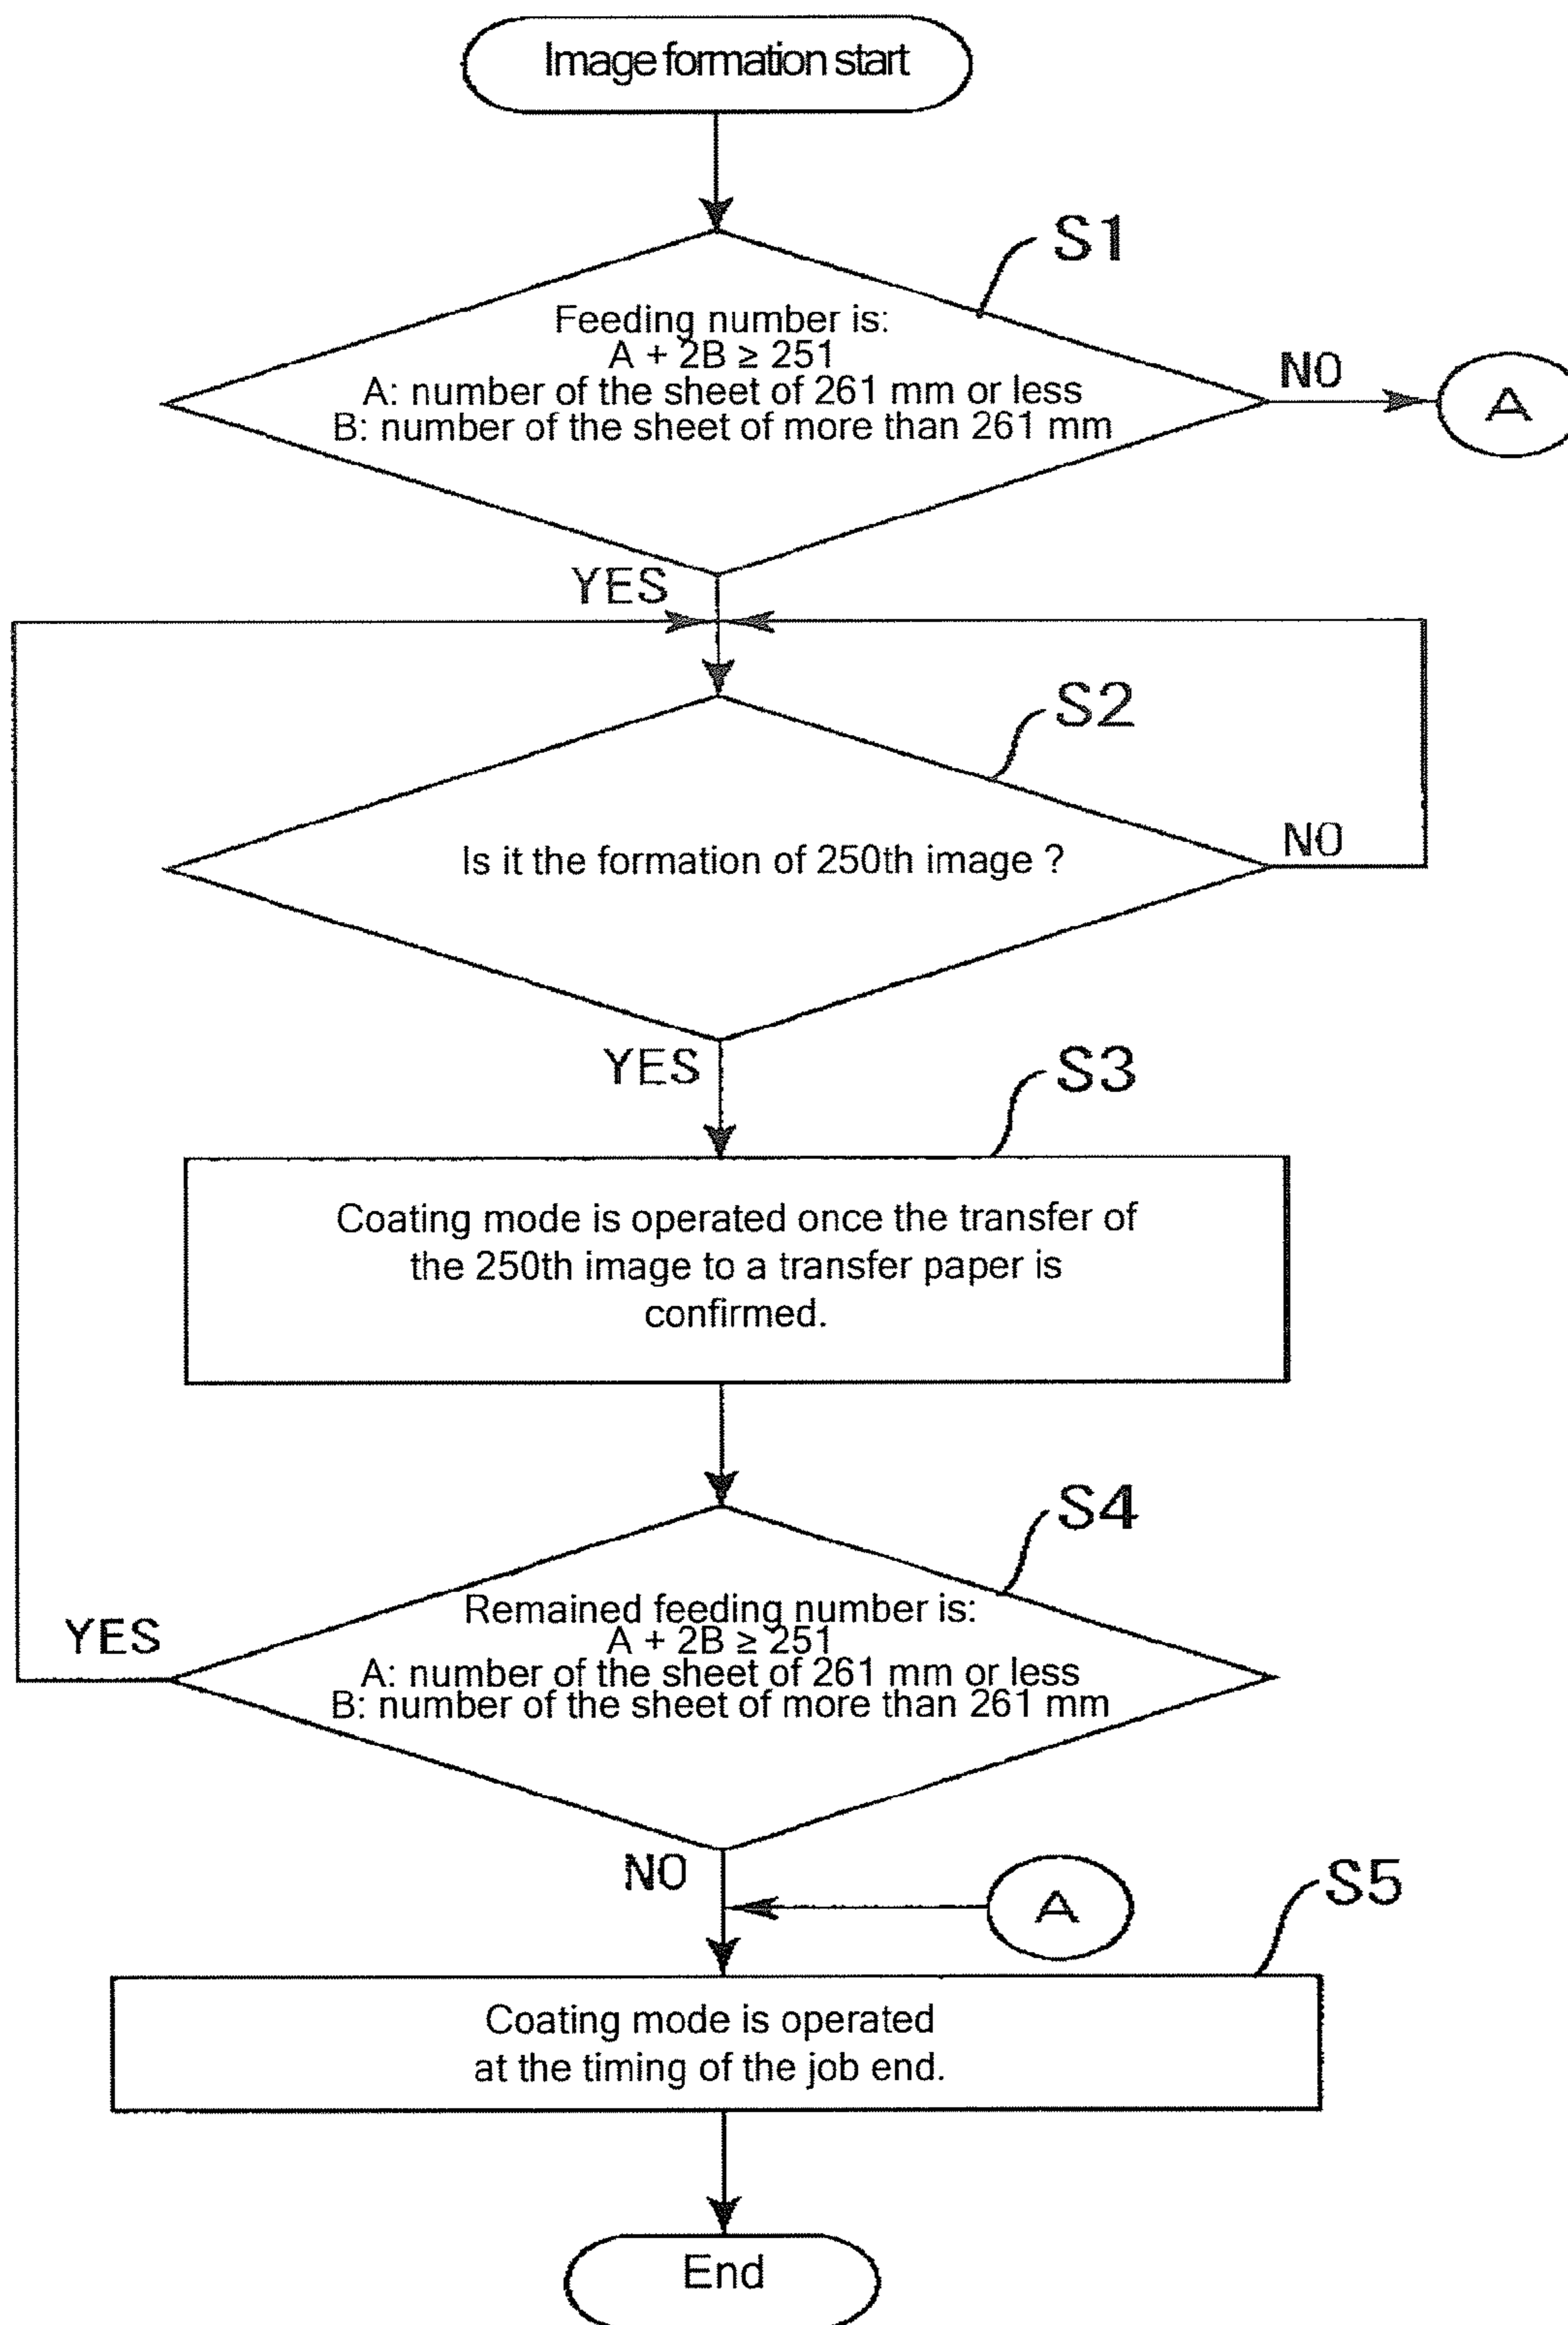 Image formation start
S1
Feeding number is:
A + 2B ≥ 251
A: number of the sheet of 261 mm or less
B: number of the sheet of more than 261 mm
NO
A
YES
S2
Is it the formation of 250th image ?
NO
YES
S3
Coating mode is operated once the transfer of
the 250th image to a transfer paper is
confirmed.
S4
Remained feeding number is:
A + 2B ≥ 251
A: number of the sheet of 261 mm or less
B: number of the sheet of more than 261 mm
YES
NO
A
S5
Coating mode is operated
at the timing of the job end.
End